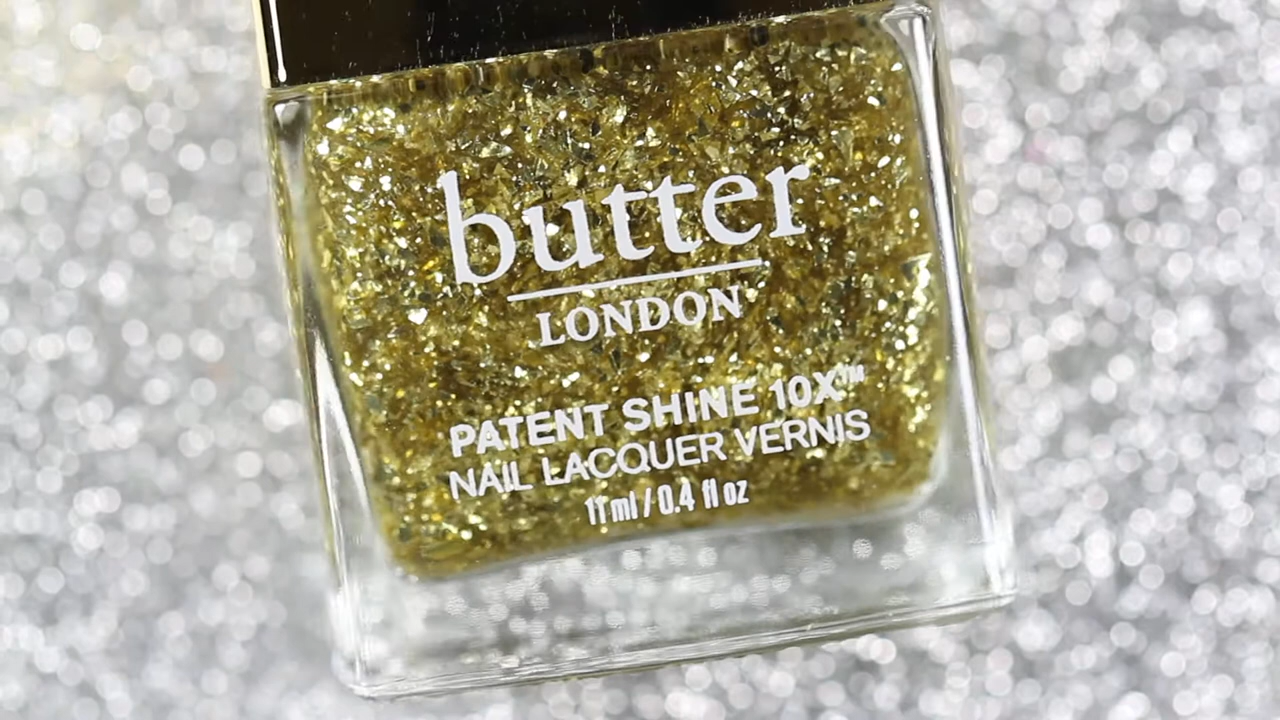 butter
LONDON
PATENT SHINE 10X™
NAIL LACQUER VERNIS
11 ml / 0.4 fl oz